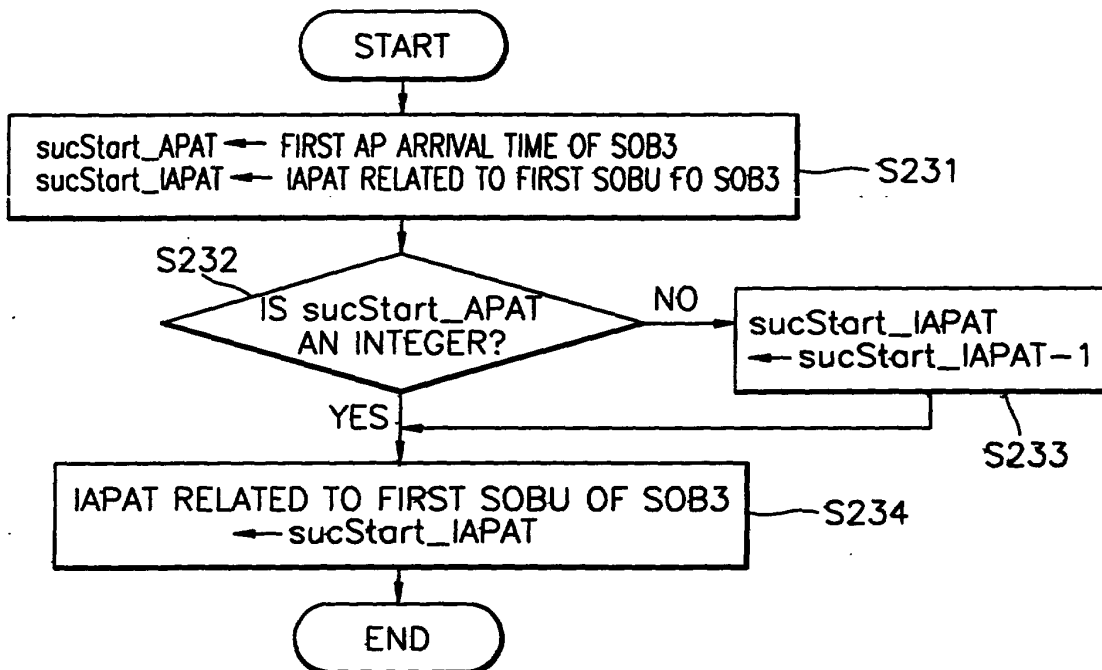 START
sucStart_APAT ← FIRST AP ARRIVAL TIME OF SOB3
sucStart_IAPAT ← IAPAT RELATED TO FIRST SOBU FO SOB3
S231
S232
IS sucStart_APAT
AN INTEGER?
NO
sucStart_IAPAT
← sucStart_IAPAT-1
S233
YES
IAPAT RELATED TO FIRST SOBU OF SOB3
← sucStart_IAPAT
S234
END